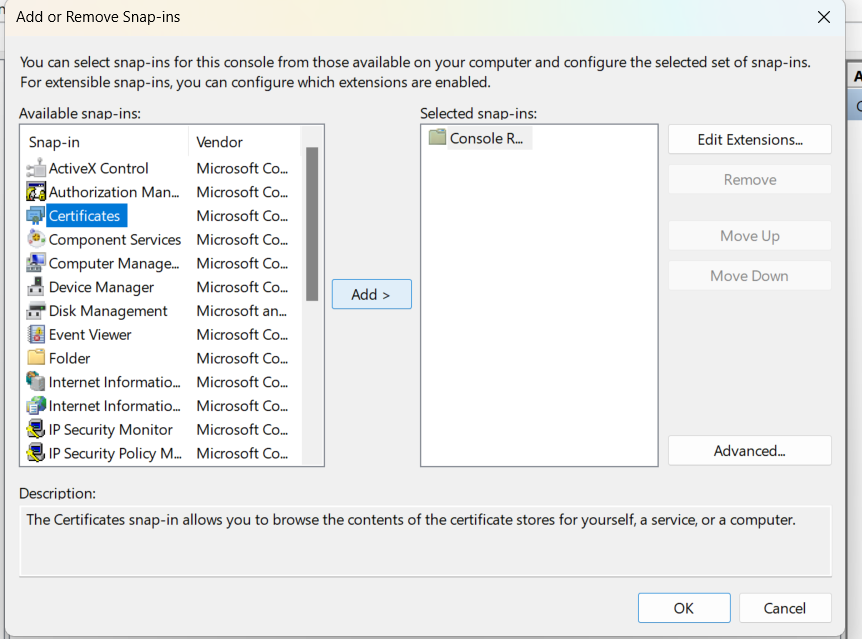 Add or Remove Snap-ins
You can select snap-ins for this console from those available on your computer and configure the selected set of snap-ins.
For extensible snap-ins, you can configure which extensions are enabled.
Available snap-ins:
Snap-in Vendor
ActiveX Control Microsoft Co...
Authorization Man... Microsoft Co...
Certificates Microsoft Co...
Component Services Microsoft Co...
Computer Manage... Microsoft Co...
Device Manager Microsoft Co...
Disk Management Microsoft an...
Event Viewer Microsoft Co...
Folder Microsoft Co...
Internet Informatio... Microsoft Co...
Internet Informatio... Microsoft Co...
IP Security Monitor Microsoft Co...
IP Security Policy M... Microsoft Co...
Add >
Selected snap-ins:
Console R...
Edit Extensions...
Remove
Move Up
Move Down
Advanced...
Description:
The Certificates snap-in allows you to browse the contents of the certificate stores for yourself, a service, or a computer.
OK
Cancel